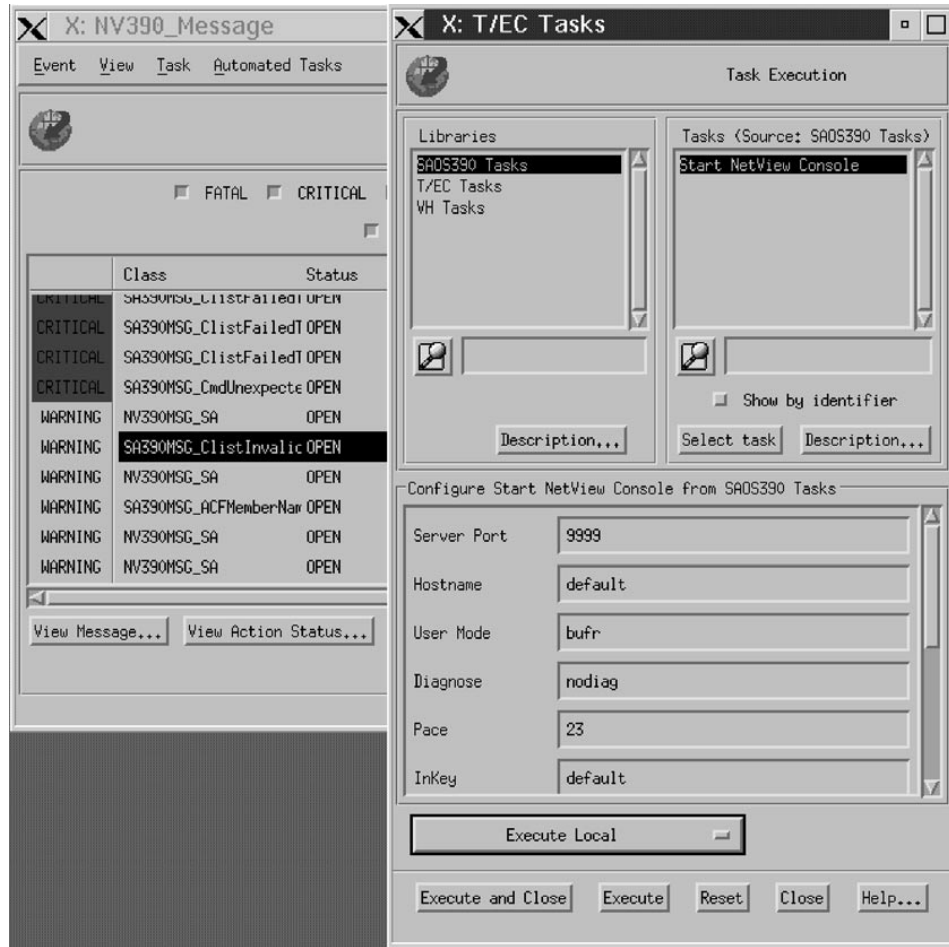 X: NV390_Message
Event View Task Automated Tasks
FATAL CRITICAL
Class Status
CRITICAL SA390MSG_ClistFailedT OPEN
CRITICAL SA390MSG_ClistFailedT OPEN
CRITICAL SA390MSG_ClistFailedT OPEN
CRITICAL SA390MSG_CmdUnexpecte OPEN
WARNING NV390MSG_SA OPEN
WARNING SA390MSG_ClistInvalid OPEN
WARNING NV390MSG_SA OPEN
WARNING SA390MSG_ACFMemberNam OPEN
WARNING NV390MSG_SA OPEN
WARNING NV390MSG_SA OPEN
View Message... View Action Status...
X: T/EC Tasks
Task Execution
Libraries
SAOS390 Tasks
T/EC Tasks
VH Tasks
Description...
Tasks (Source: SAOS390 Tasks)
Start NetView Console
Show by identifier
Select task Description...
Configure Start NetView Console from SAOS390 Tasks
Server Port 9999
Hostname default
User Mode bufr
Diagnose nodiag
Pace 23
InKey default
Execute Local
Execute and Close Execute Reset Close Help...